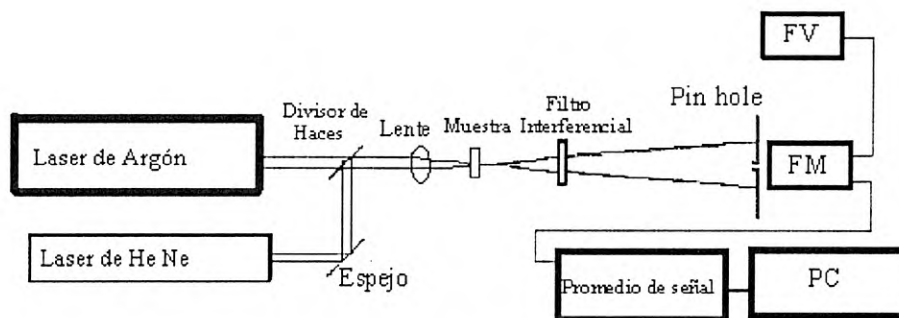 FV
Pin hole
Filtro
Interferencial
Divisor de
Haces
Lente
Muestra
Laser de Argón
FM
Laser de He Ne
Espejo
Promedio de señal
PC